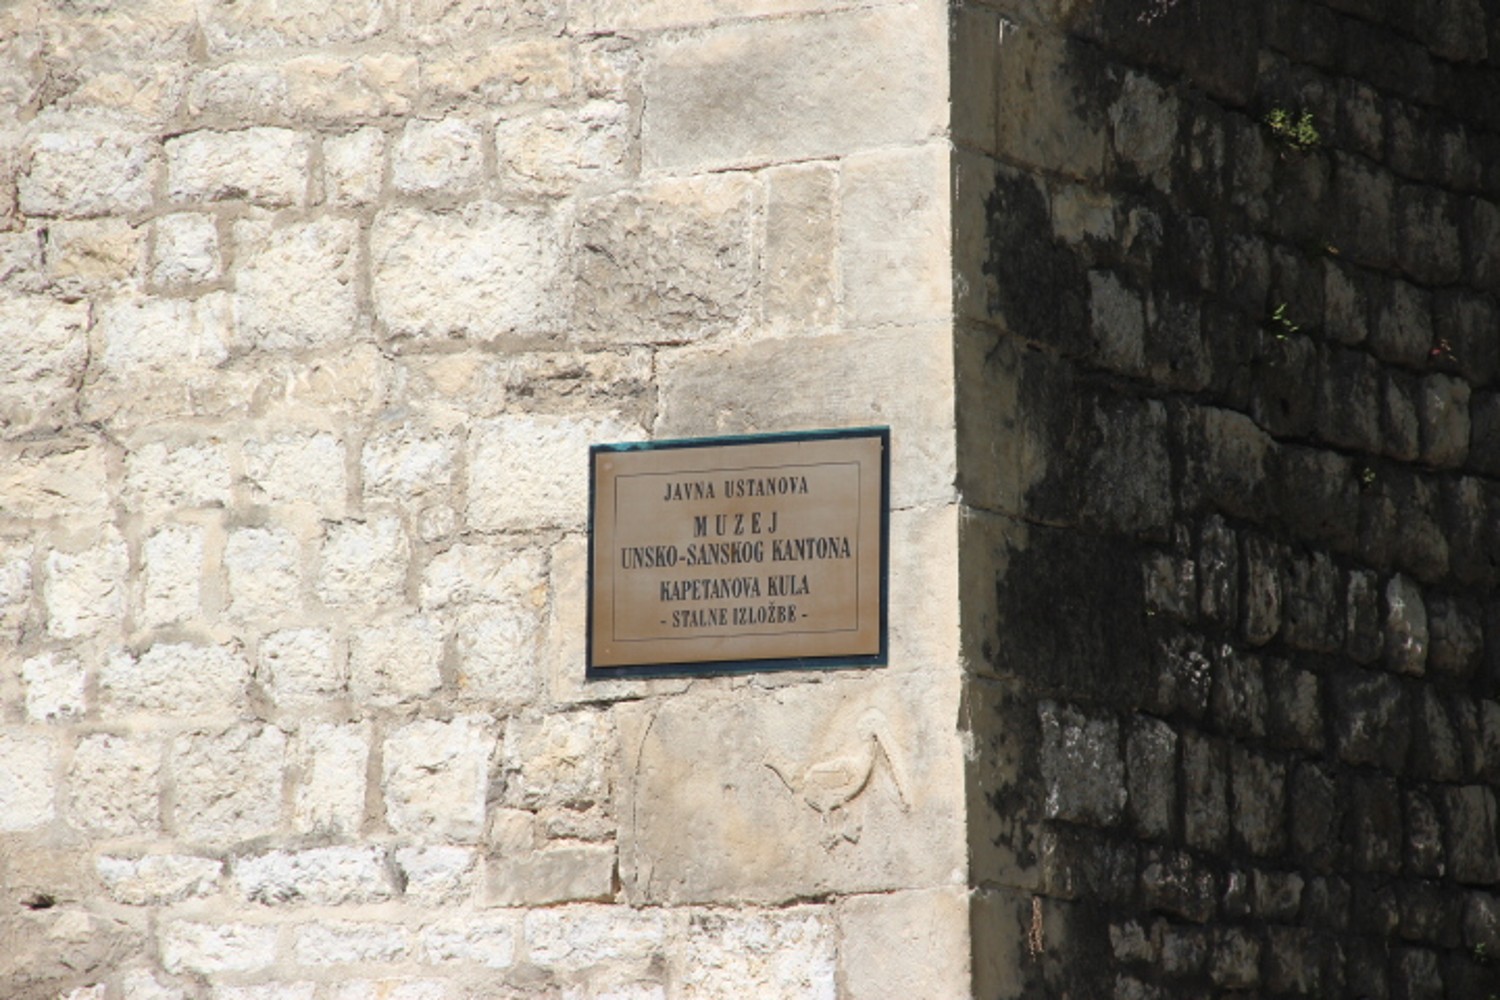 JAVNA USTANOVA
MUZEJ
UNSKO-SANSKOG KANTONA
KAPETANOVA KULA
- STALNE IZLOŽBE -